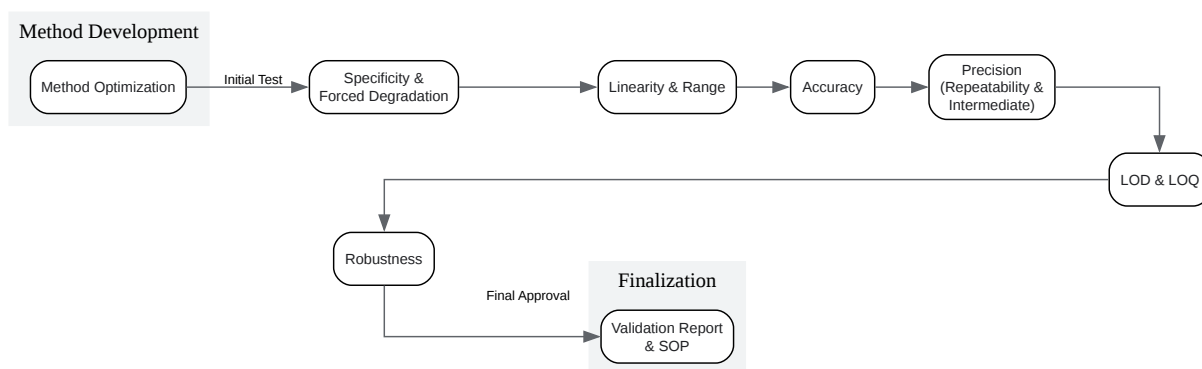 Method Development
Method Optimization
Initial Test
Specificity &
Forced Degradation
Linearity & Range
Accuracy
Precision
(Repeatability &
Intermediate)
LOD & LOQ
Robustness
Final Approval
Finalization
Validation Report
& SOP